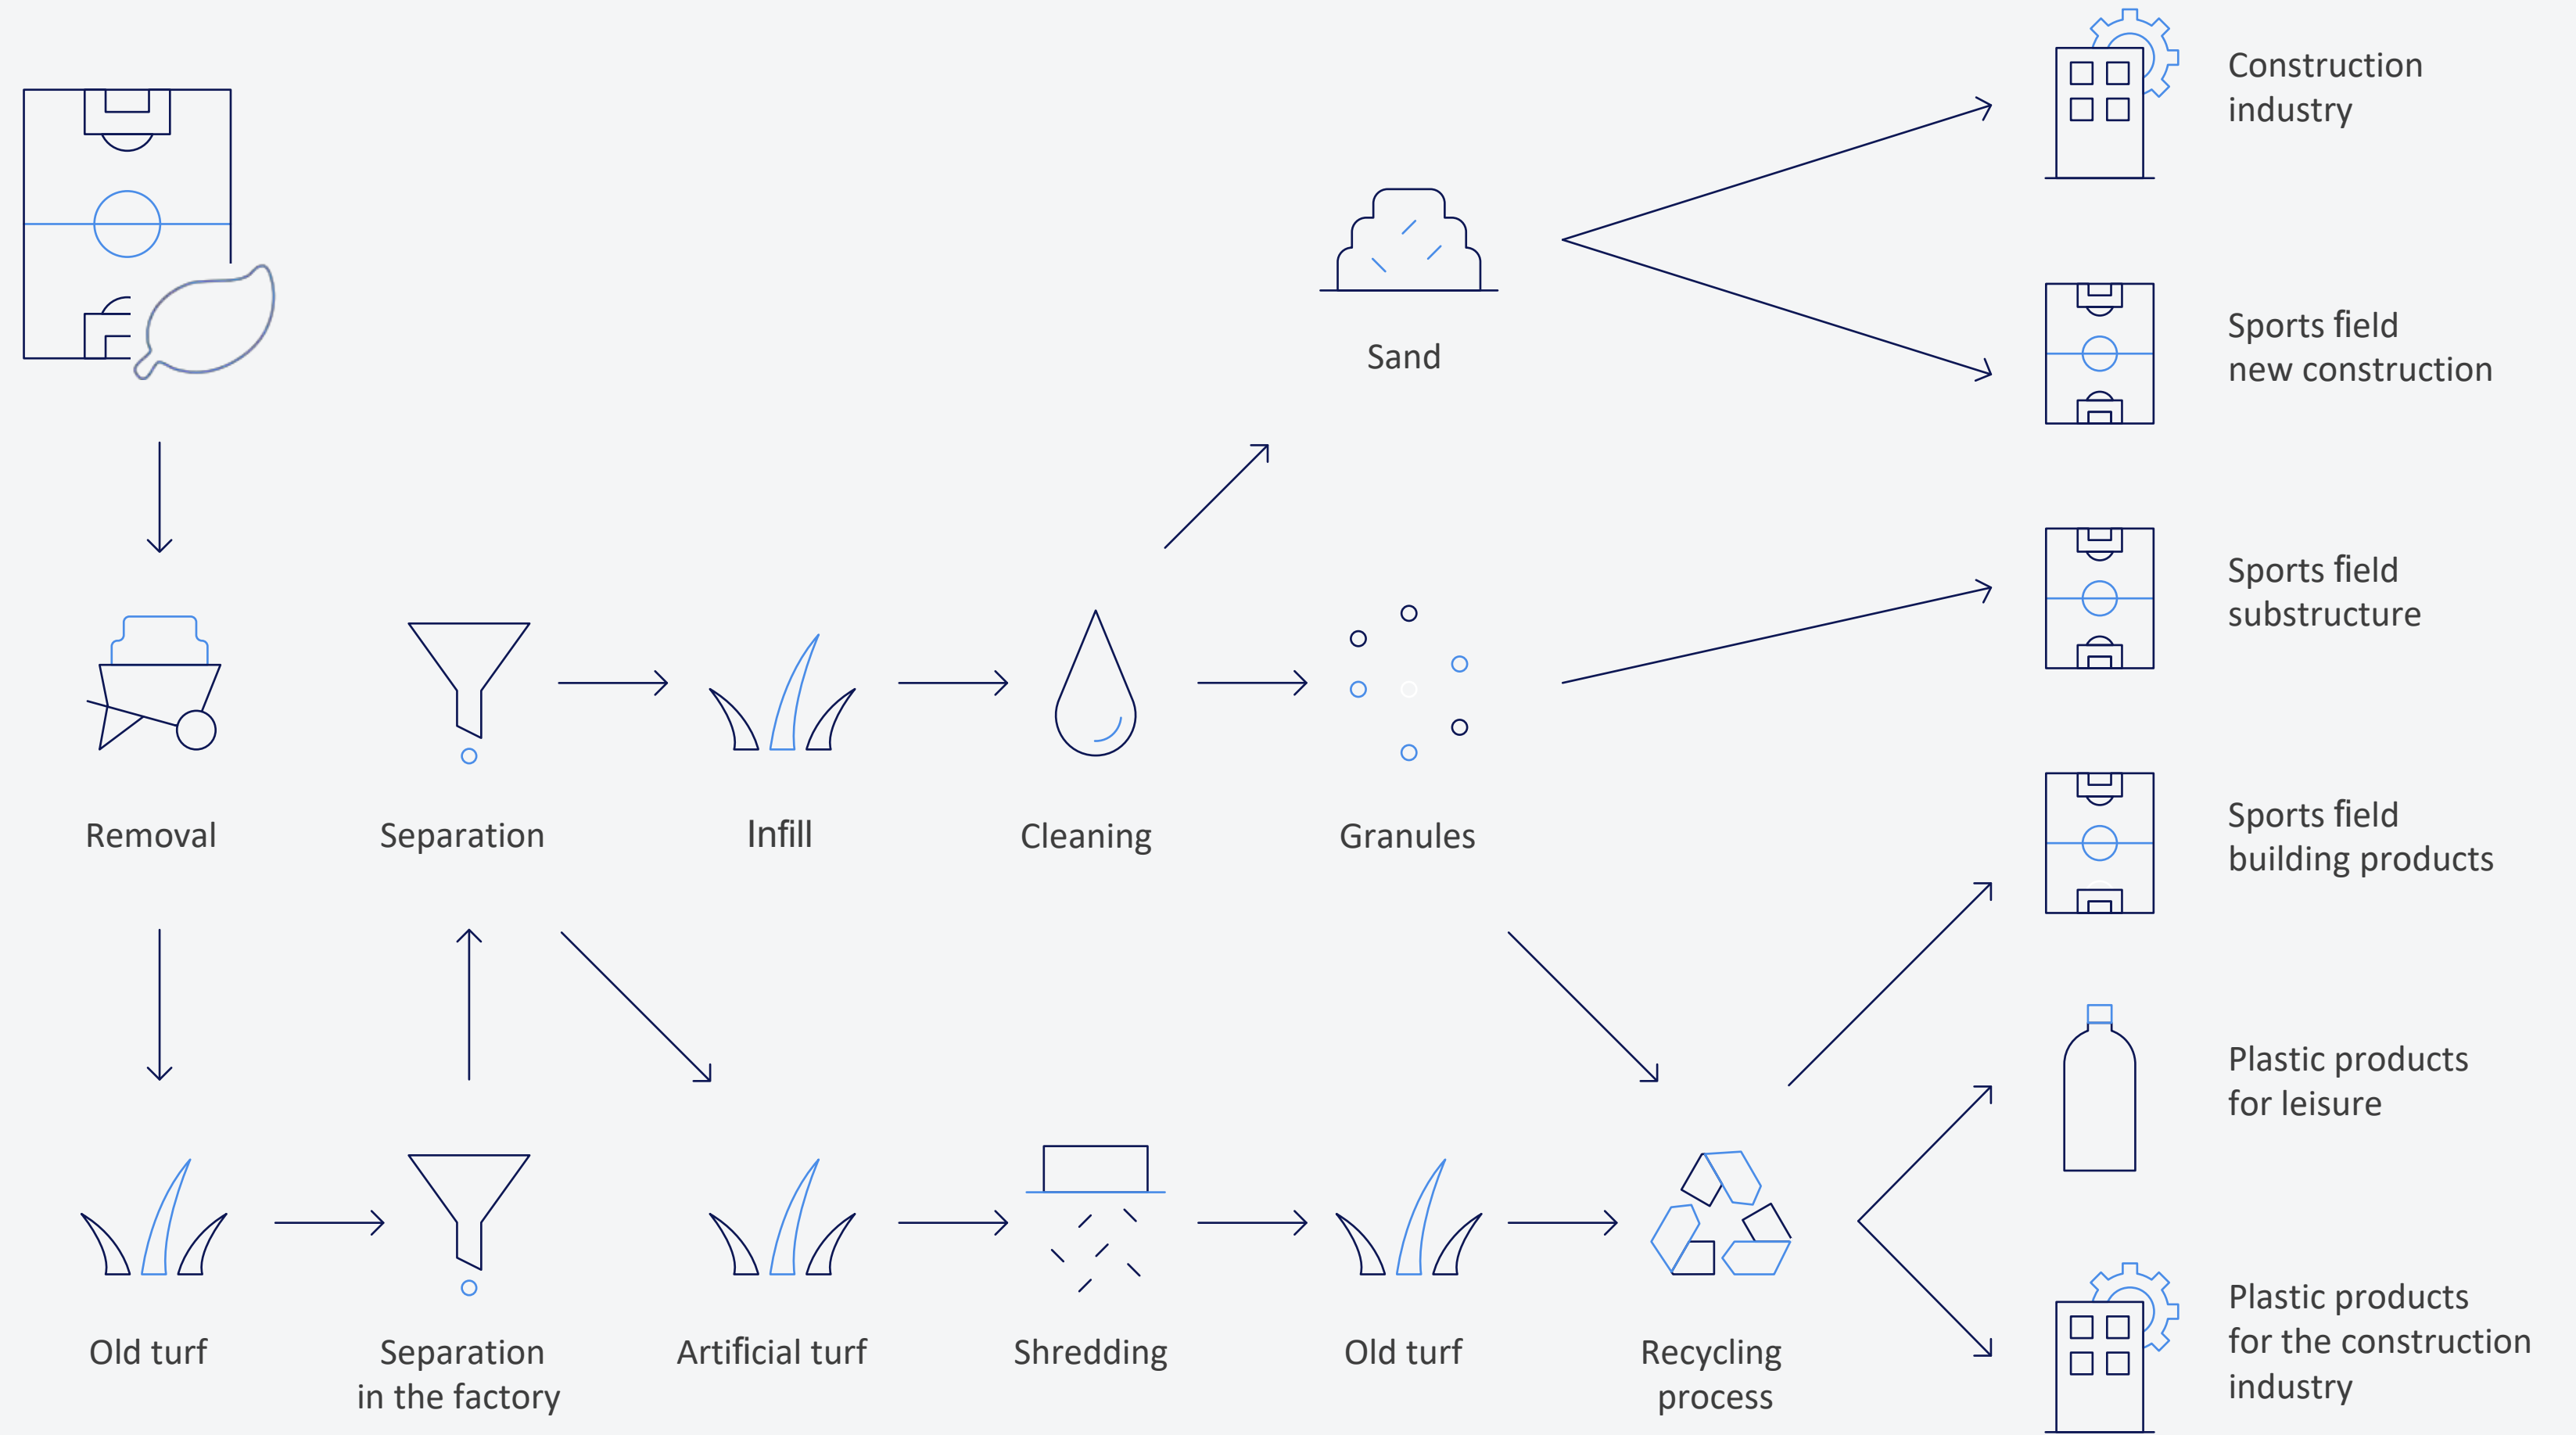 Construction
industry
Sports field
new construction
Sand
Sports field
substructure
Removal
Separation
Infill
Cleaning
Granules
Sports field
building products
Plastic products
for leisure
Old turf
Separation
in the factory
Artificial turf
Shredding
Old turf
Recycling
process
Plastic products
for the construction
industry